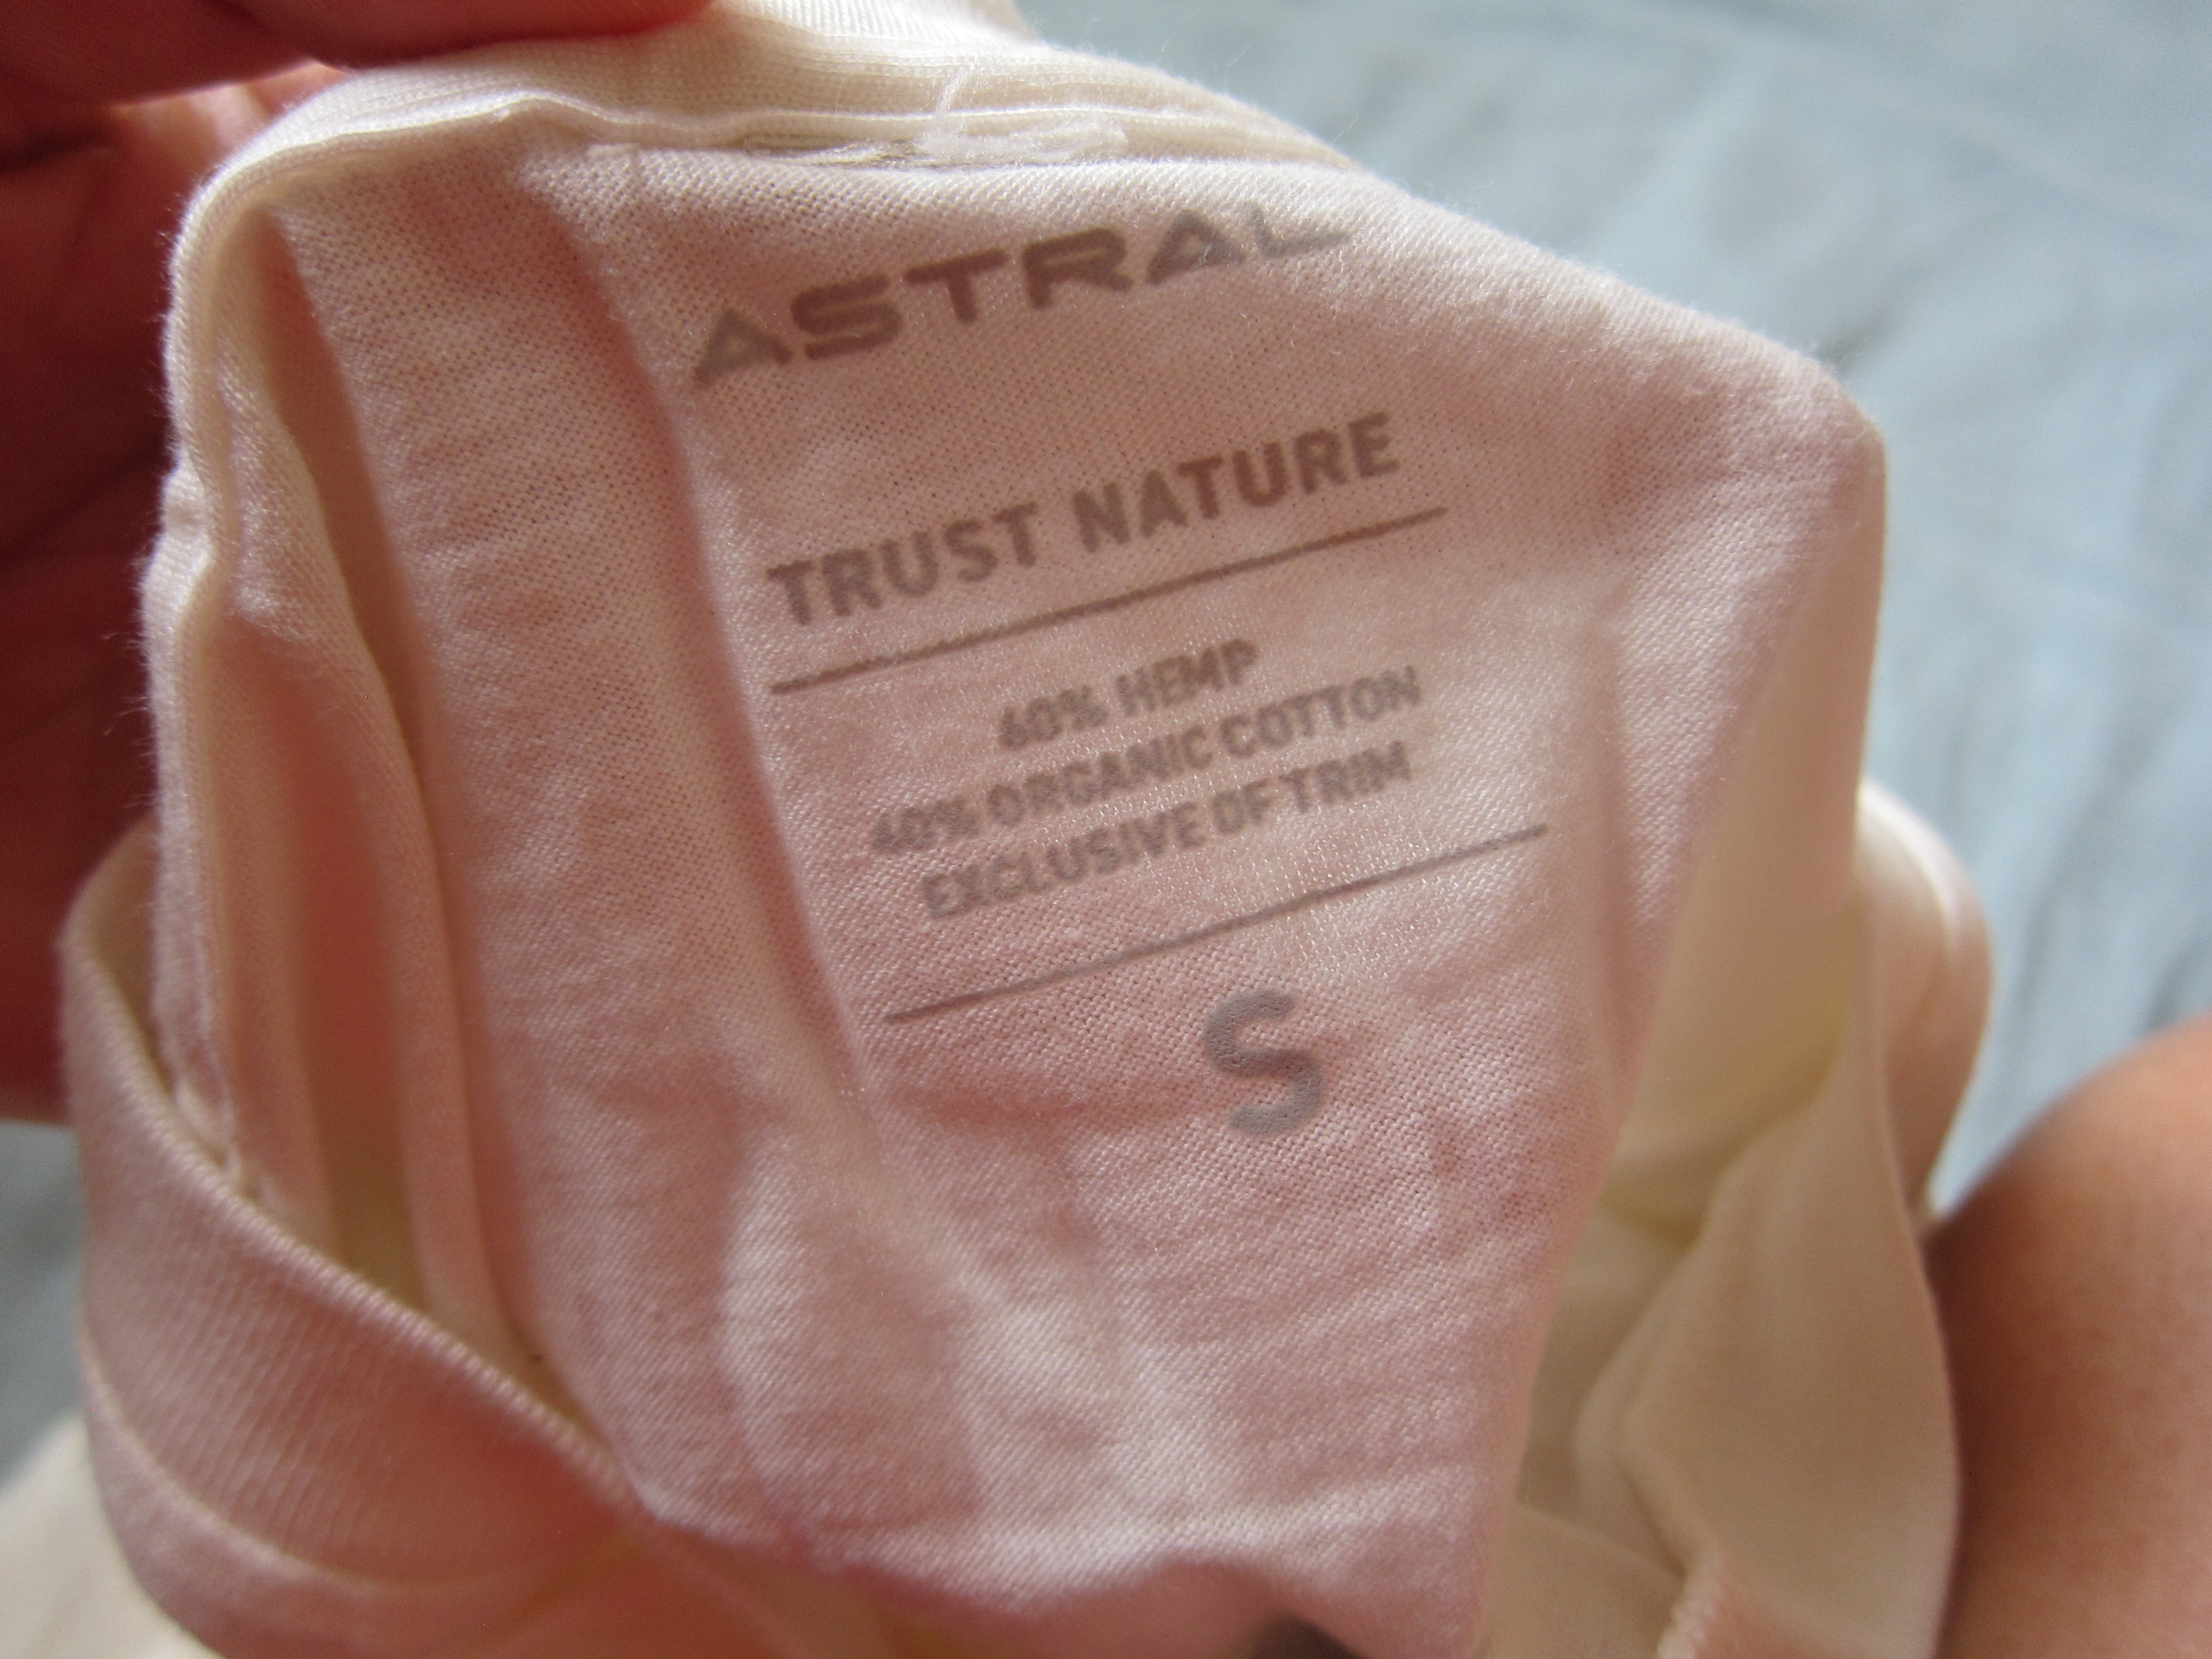 ASTRAL
TRUST NATURE
60% HEMP
40% ORGANIC COTTON
EXCLUSIVE OF TRIM
S